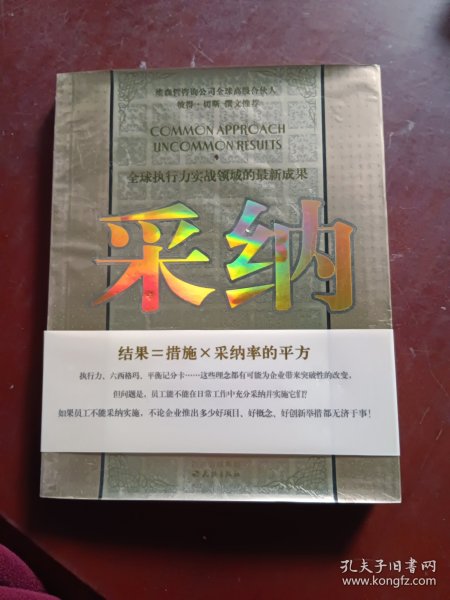 维森哲咨询公司全球高级合伙人
彼得·切斯 撰文推荐
COMMON APPROACH
UNCOMMON RESULTS
全球执行力实战领域的最新成果
采纳
结果=措施×采纳率的平方
执行力、六西格玛、平衡记分卡……这些理念都有可能为企业带来突破性的改变,
但问题是,员工能不能在日常工作中充分采纳并实施它们?
如果员工不能采纳实施,不论企业推出多少好项目、好概念、好创新举措都无济于事!
孔夫子旧书网
www.kongfz.com